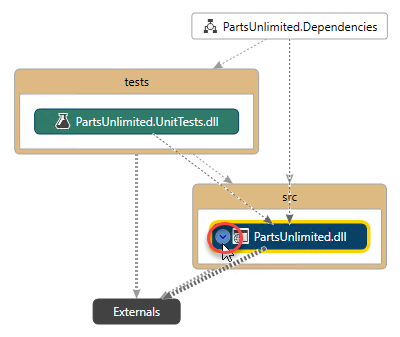 PartsUnlimited.Dependencies
tests
PartsUnlimited.UnitTests.dll
src
PartsUnlimited.dll
Externals